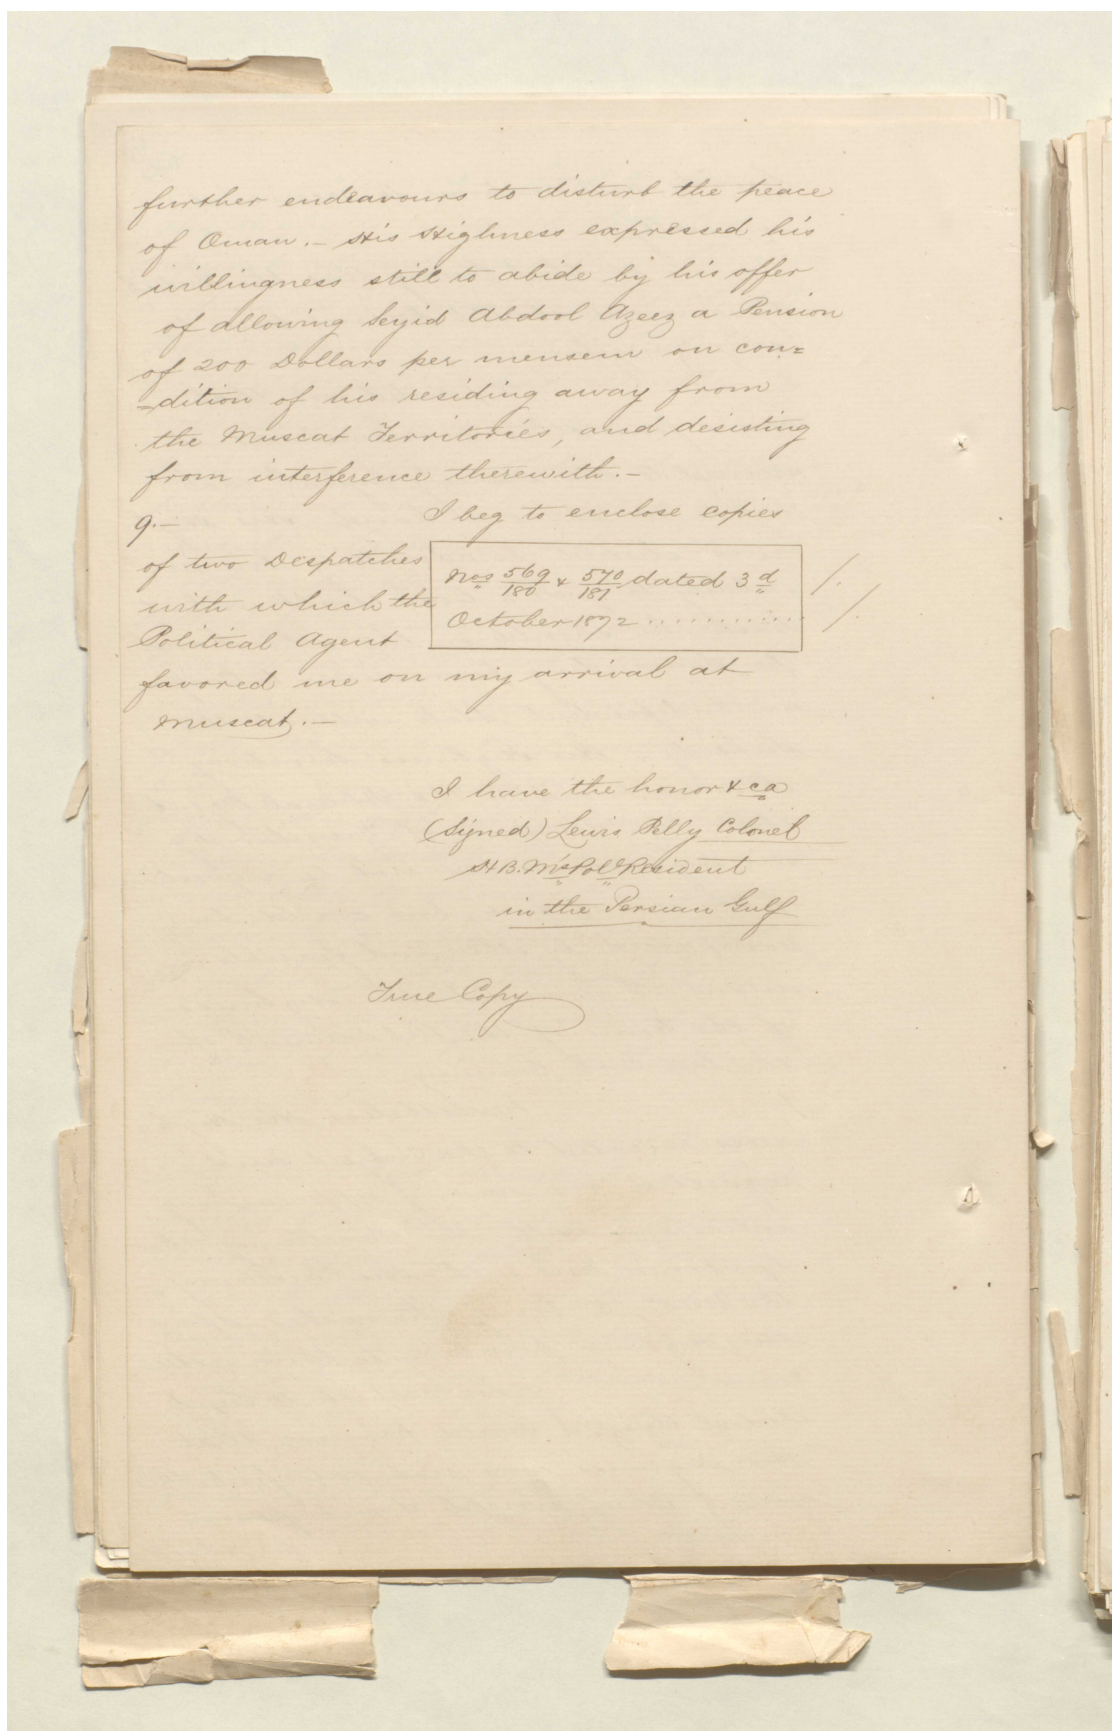 further endeavours to disturb the peace
of Oman. – His Highness expressed his
willingness still to abide by his offer
of allowing Seyid Abdool Azeez a Pension
of 200 Dollars per mensem on con=
=dition of his residing away from
the Muscat Territories, and desisting
from interference therewith. –
9. – I beg to enclose copies
of two Despatches
with which the
Political Agent
Nos 569/180 & 570/181 dated 3d /.
October 1872 .............. /.
favored me on my arrival at
Muscat. –
I have the honor &ca
(Signed) Lewis Pelly Colonel
H B. M's Pol Resident
in the Persian Gulf
True Copy